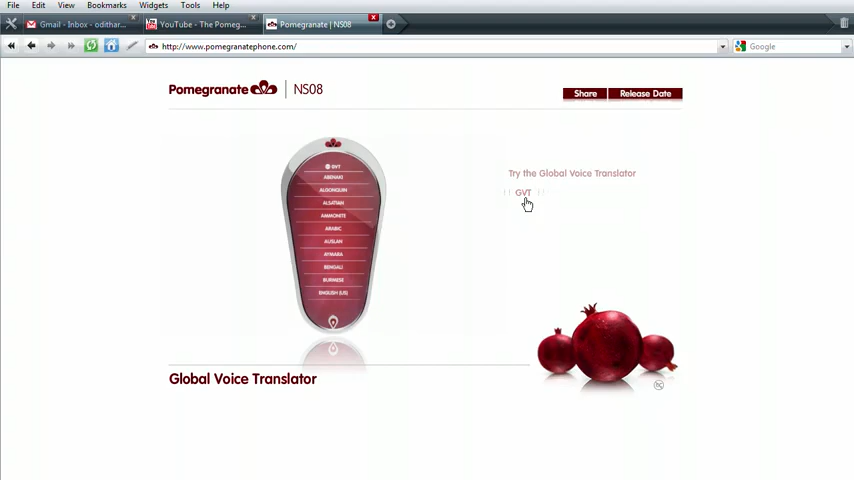 File Edit View Bookmarks Widgets Tools Help
Gmail - Inbox - odithar...
YouTube - The Pomeg...
Pomegranate | NS08
http://www.pomegranatephone.com/
Google
Pomegranate NS08
Share
Release Date
GVT
ABENAKI
ALGONQUIN
ALSATIAN
AMMONITE
ARABIC
AUSLAN
AYMARA
BENGALI
BURMESE
ENGLISH (US)
Try the Global Voice Translator
GVT
Global Voice Translator